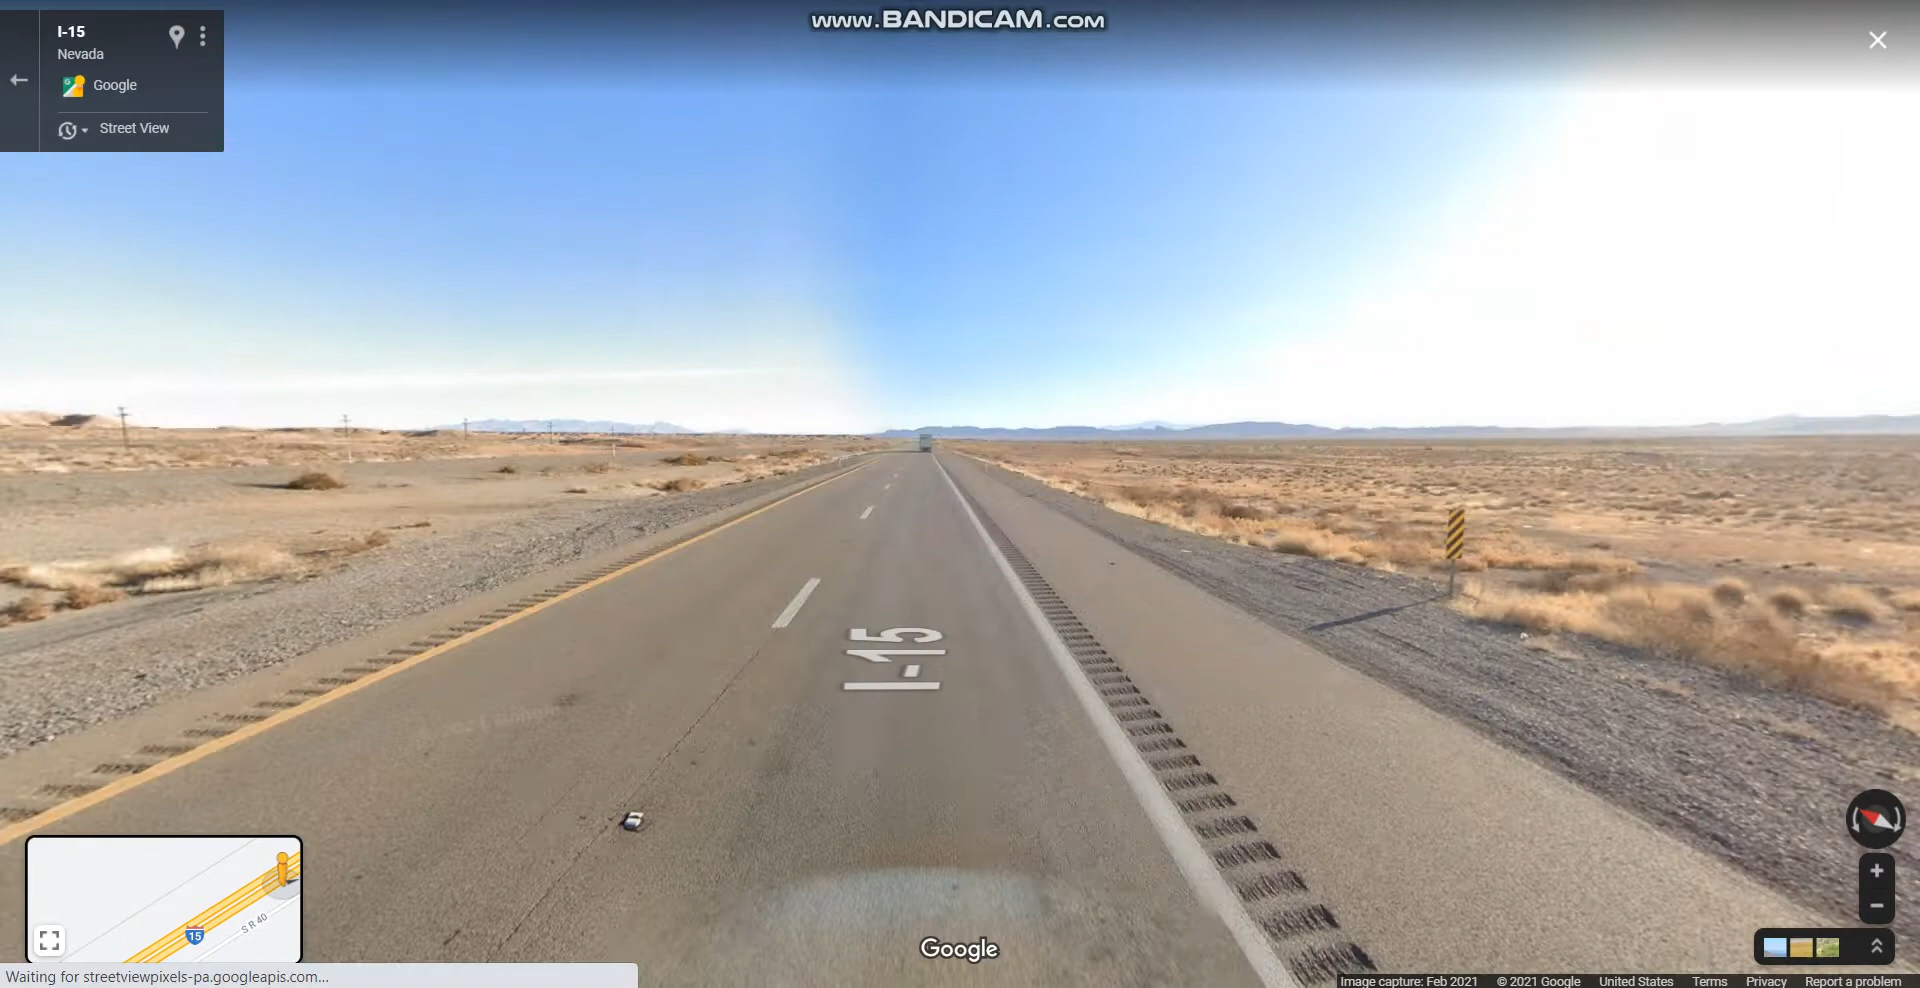 www.BANDICAM.com
I-15
Nevada
Google
Street View
I-15
15
S R 40
Google
Waiting for streetviewpixels-pa.googleapis.com...
Image capture: Feb 2021 © 2021 Google United States Terms Privacy Report a problem